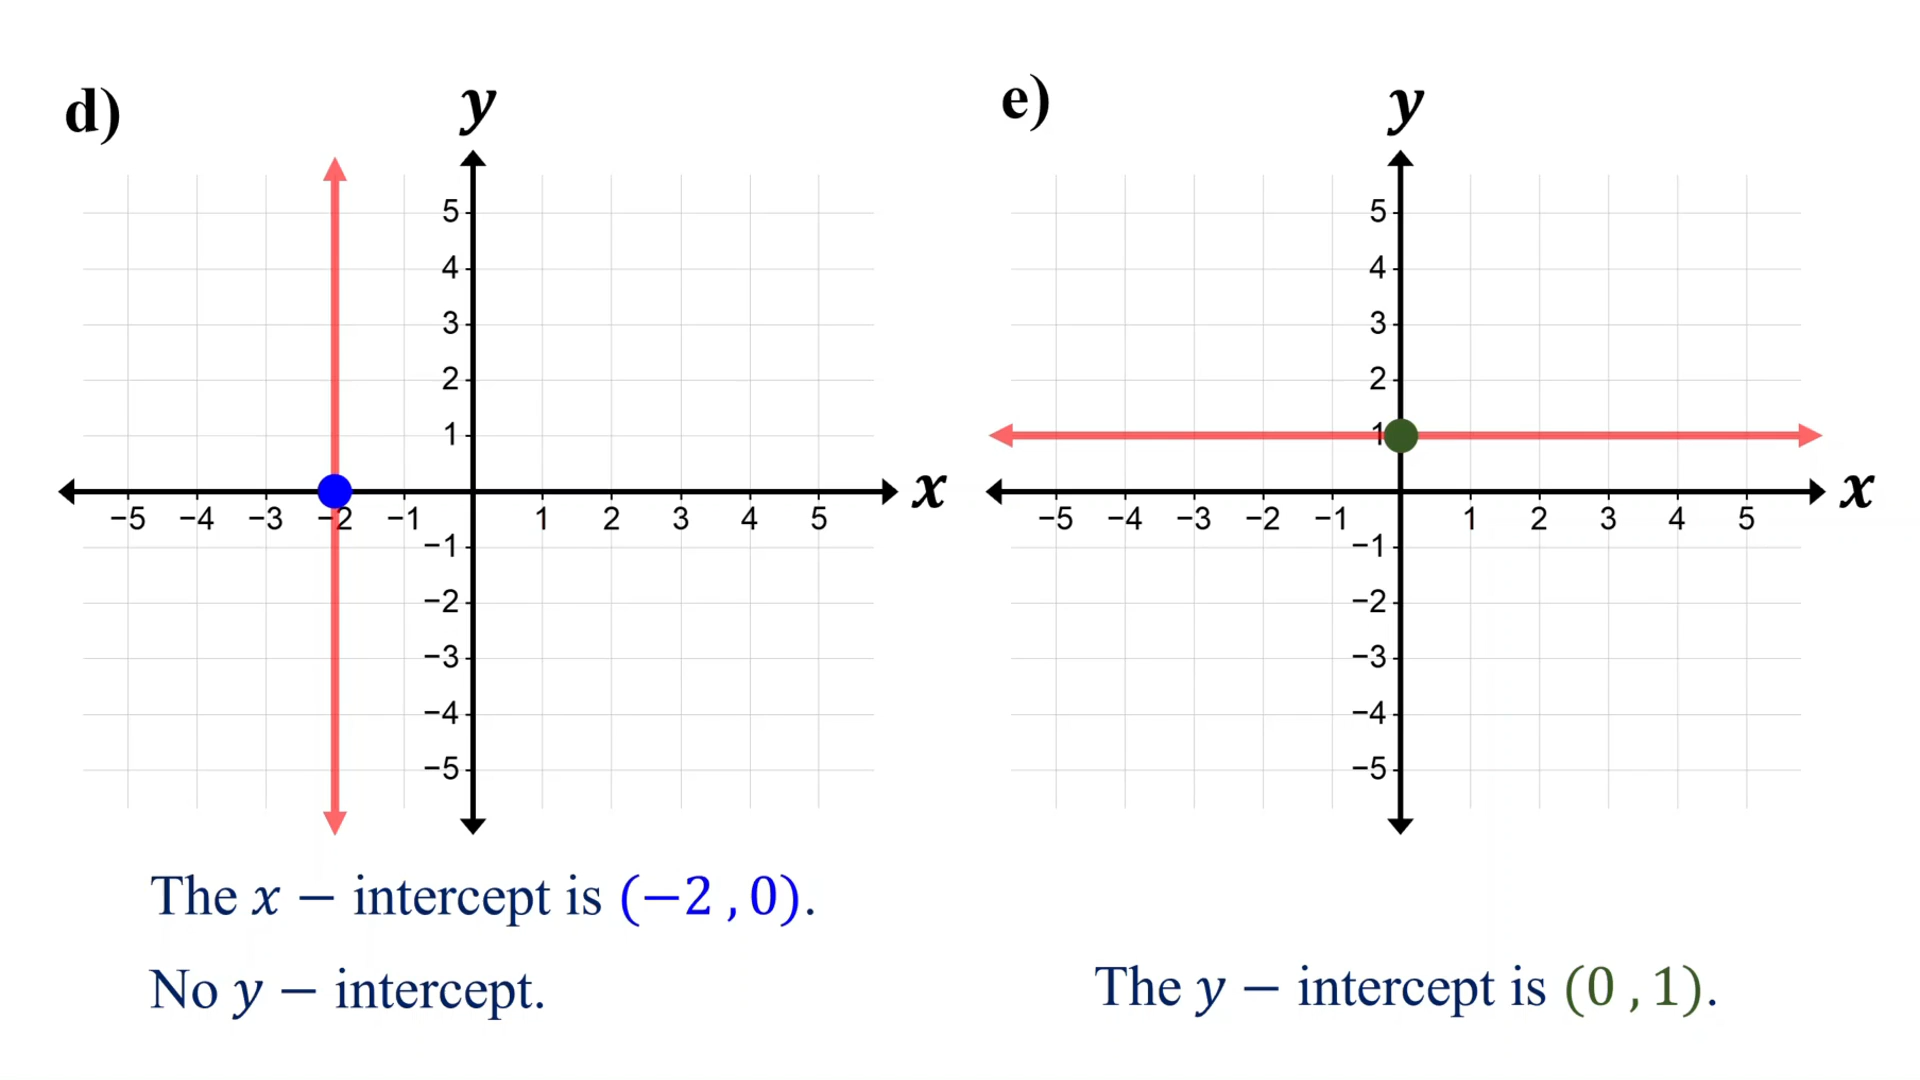 d)
y
5
4
3
2
1
x
−5 −4 −3 −2 −1 1 2 3 4 5
−1
−2
−3
−4
−5
The x − intercept is (−2 , 0).
No y − intercept.
e)
y
5
4
3
2
1
x
−5 −4 −3 −2 −1 1 2 3 4 5
−1
−2
−3
−4
−5
The y − intercept is (0 , 1).